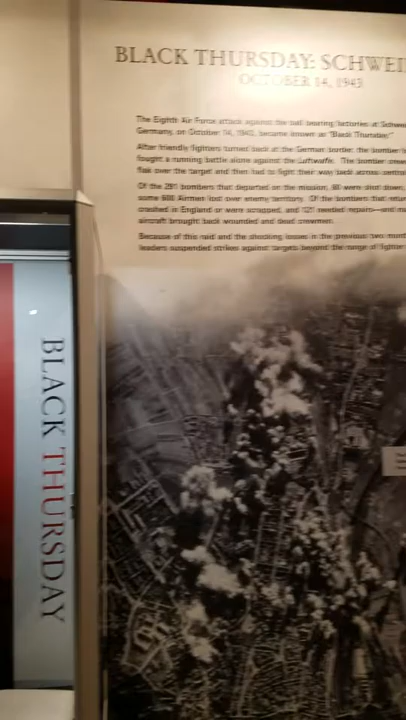 BLACK THURSDAY: SCHWEI
OCTOBER 14, 1943
The Eighth Air Force attack against the ball bearing factories at Schwe
Germany, on October 14, 1943, became known as "Black Thursday."
After friendly fighters turned back at the German border, the bomber
fought a running battle alone against the Luftwaffe. The bomber crew
flak over the target and then had to fight their way back across
Of the 291 bombers that departed on the mission, 60 were shot down,
some 600 Airmen lost over enemy territory. Of the bombers that retur
crashed in England or were scrapped, and 121 needed repairs—and m
aircraft brought back wounded and dead crewmen.
Because of this raid and the shocking losses in the previous two mont
leaders suspended strikes against targets beyond the range of fighter
BLACK THURSDAY